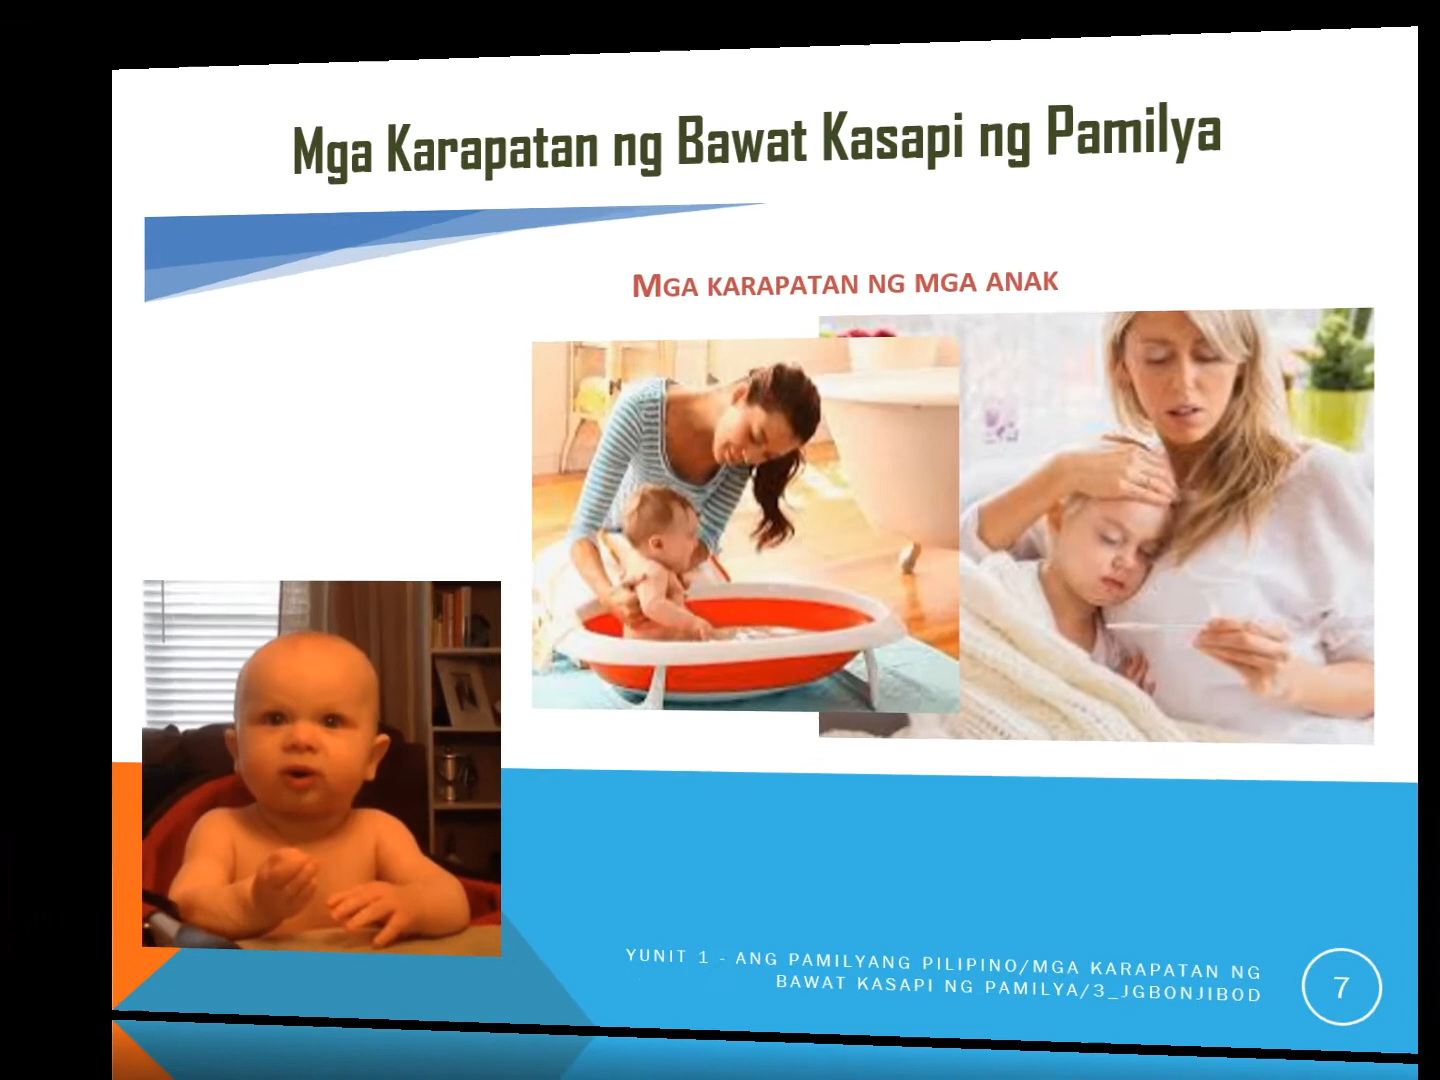 Mga Karapatan ng Bawat Kasapi ng Pamilya
MGA KARAPATAN NG MGA ANAK
YUNIT 1 - ANG PAMILYANG PILIPINO/MGA KARAPATAN NG
BAWAT KASAPI NG PAMILYA/3_JGBONJIBOD
7